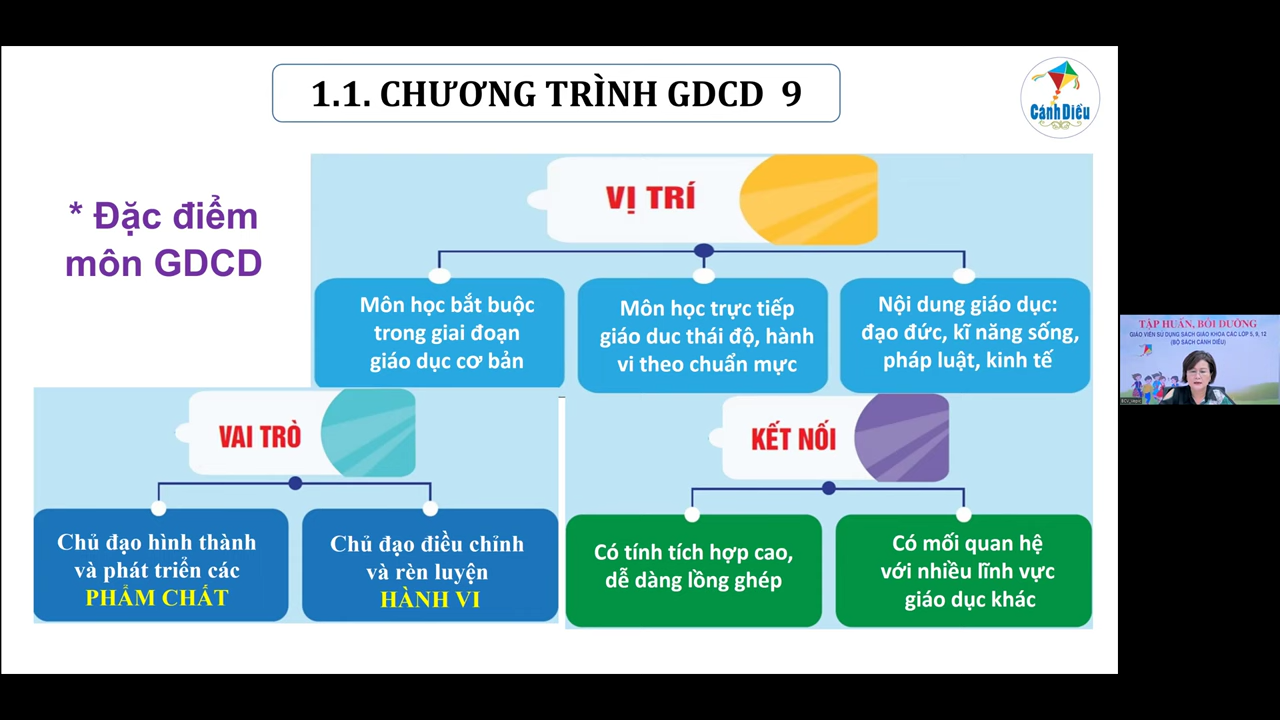 1.1. CHƯƠNG TRÌNH GDCD 9
Cánh Diều
* Đặc điểm
môn GDCD
VỊ TRÍ
Môn học bắt buộc
trong giai đoạn
giáo dục cơ bản
Môn học trực tiếp
giáo duc thái độ, hành
vi theo chuẩn mực
Nội dung giáo dục:
đạo đức, kĩ năng sống,
pháp luật, kinh tế
VAI TRÒ
Chủ đạo hình thành
và phát triển các
PHẨM CHẤT
Chủ đạo điều chỉnh
và rèn luyện
HÀNH VI
KẾT NỐI
Có tính tích hợp cao,
dễ dàng lồng ghép
Có mối quan hệ
với nhiều lĩnh vực
giáo dục khác
TẬP HUẤN, BỒI DƯỠNG
GIÁO VIÊN SỬ DỤNG SÁCH GIÁO KHOA CÁC LỚP 5, 9, 12
(BỘ SÁCH CÁNH DIỀU)